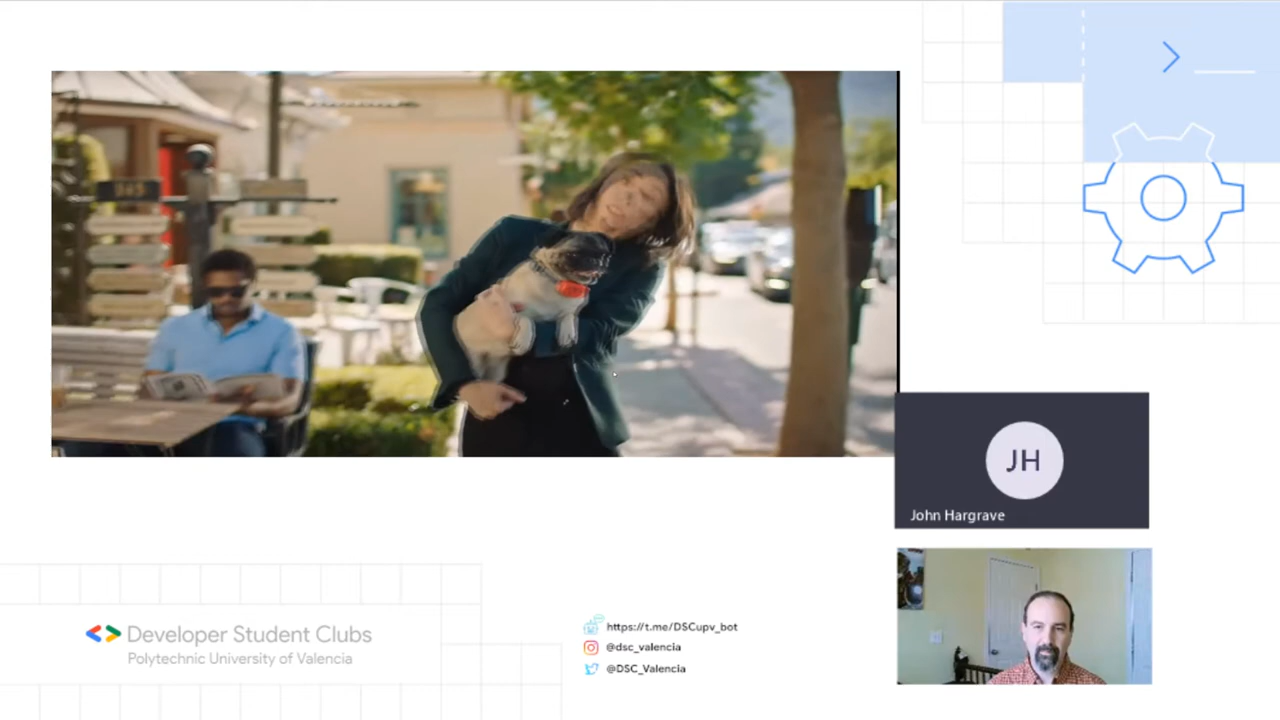 JH
John Hargrave
Developer Student Clubs
Polytechnic University of Valencia
https://t.me/DSCupv_bot
@dsc_valencia
@DSC_Valencia